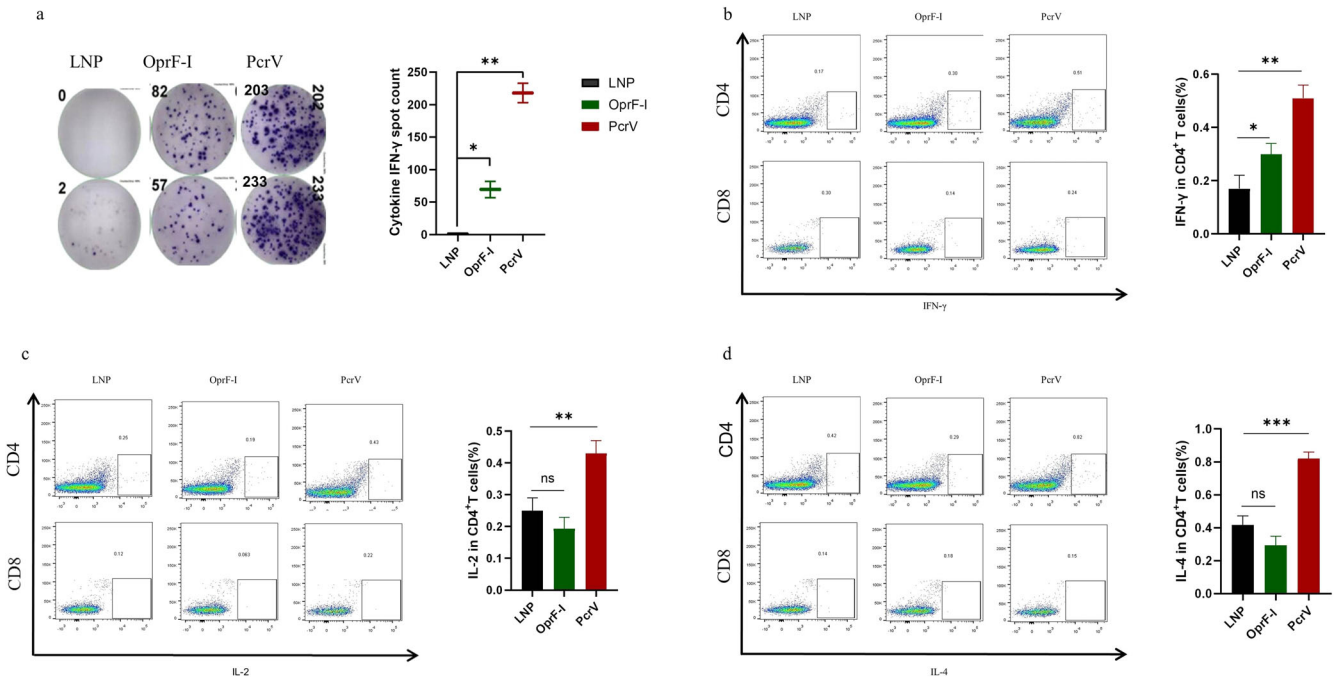 a
LNP OprF-I PcrV
0 82 203 202
2 57 233 233
Cytokine IFN-γ spot count
250
200
150
100
50
0
** 
*
LNP OprF-I PcrV
LNP
OprF-I
PcrV
b
LNP OprF-I PcrV
CD4
0.17 0.30 0.51
CD8
0.30 0.14 0.24
IFN-γ
IFN-γ in CD4+ T cells(%)
0.6
0.4
0.2
0.0
**
*
LNP OprF-I PcrV
c
LNP OprF-I PcrV
CD4
0.25 0.19 0.43
CD8
0.12 0.083 0.22
IL-2
IL-2 in CD4+T cells(%)
0.5
0.4
0.3
0.2
0.1
0.0
**
ns
LNP OprF-I PcrV
d
LNP OprF-I PcrV
CD4
0.42 0.29 0.82
CD8
0.14 0.18 0.15
IL-4
IL-4 in CD4+T cells(%)
1.0
0.8
0.6
0.4
0.2
0.0
***
ns
LNP OprF-I PcrV